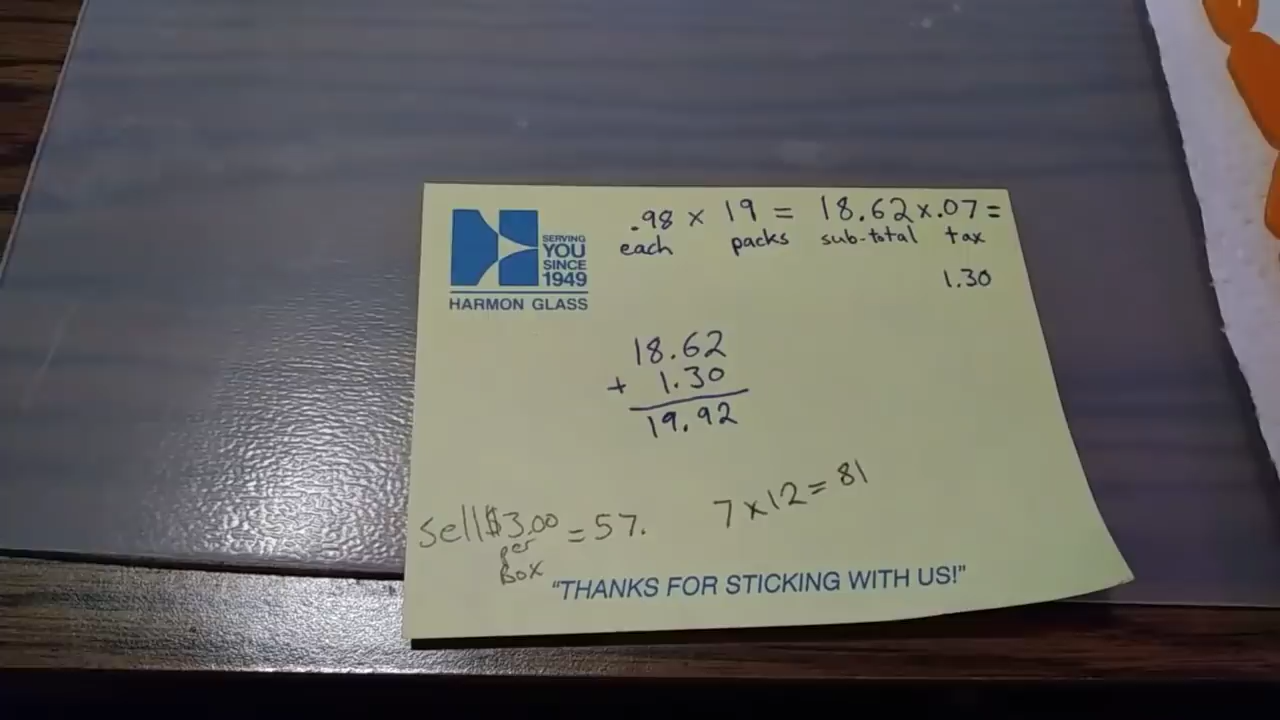 SERVING
YOU
SINCE
1949
HARMON GLASS
.98 x 19 = 18.62 x .07 =
each packs sub-total tax
1.30
18.62
+ 1.30
19.92
7 x 12 = 81
Sell $3.00 = 57.
per
Box
"THANKS FOR STICKING WITH US!"